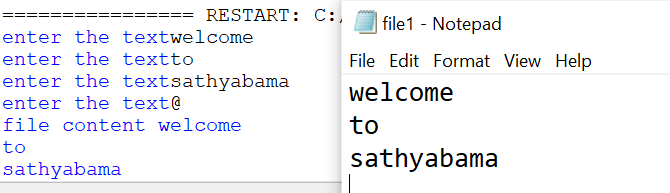 ================ RESTART: C:/
enter the textwelcome
enter the textto
enter the textsathyabama
enter the text@
file content welcome
to
sathyabama
file1 - Notepad
File Edit Format View Help
welcome
to
sathyabama